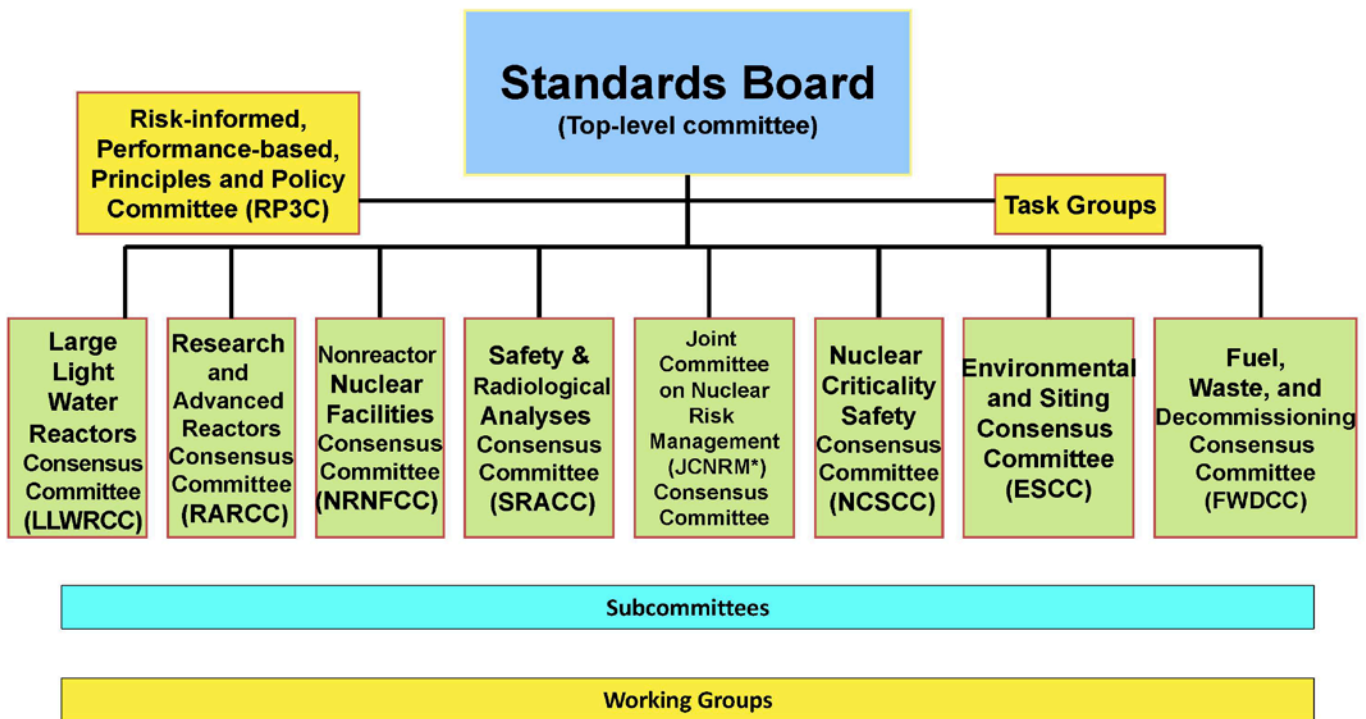 Standards Board
(Top-level committee)
Risk-informed,
Performance-based,
Principles and Policy
Committee (RP3C)
Task Groups
Large
Light
Water
Reactors
Consensus
Committee
(LLWRCC)
Research
and
Advanced
Reactors
Consensus
Committee
(RARCC)
Nonreactor
Nuclear
Facilities
Consensus
Committee
(NRNFCC)
Safety &
Radiological
Analyses
Consensus
Committee
(SRACC)
Joint
Committee
on Nuclear
Risk
Management
(JCNRM*)
Consensus
Committee
Nuclear
Criticality
Safety
Consensus
Committee
(NCSCC)
Environmental
and Siting
Consensus
Committee
(ESCC)
Fuel,
Waste, and
Decommissioning
Consensus
Committee
(FWDCC)
Subcommittees
Working Groups